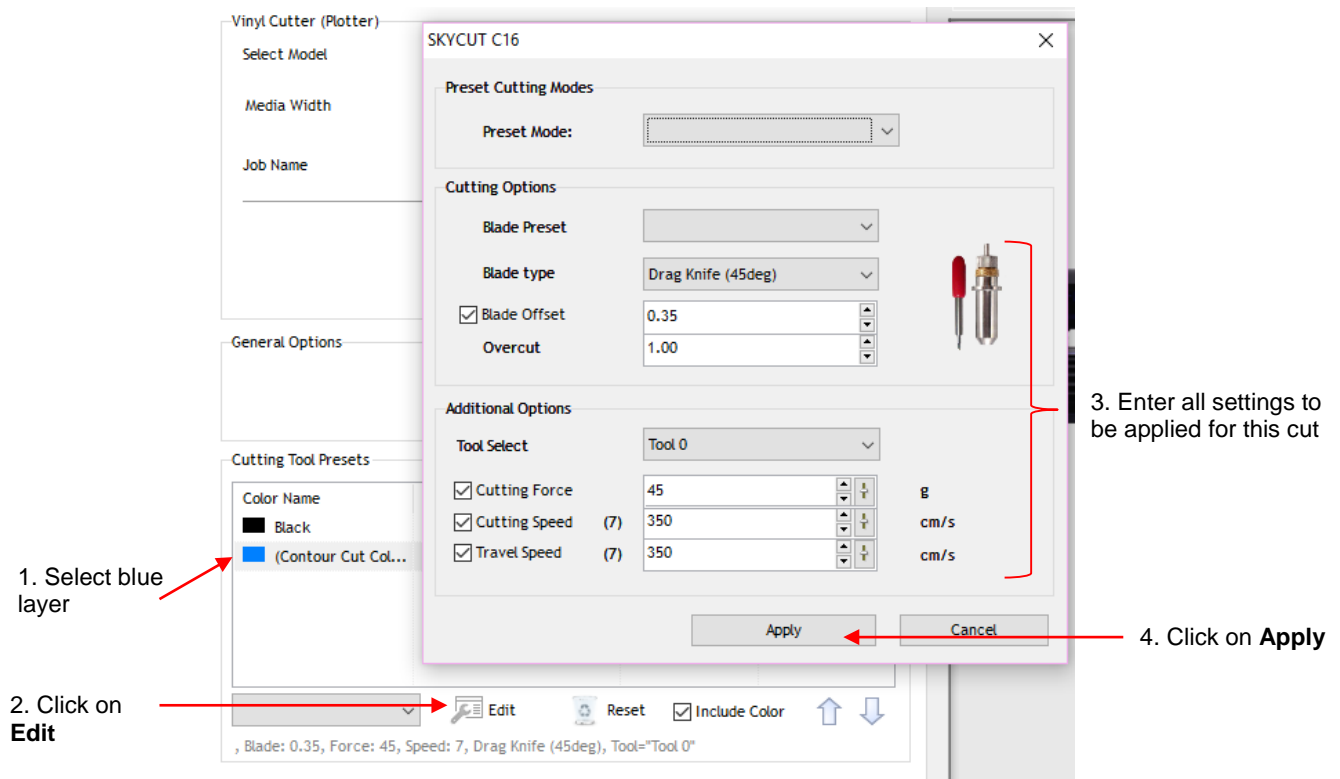 Vinyl Cutter (Plotter)
Select Model
Media Width
Job Name
General Options
Cutting Tool Presets
Color Name
Black
(Contour Cut Col...
Edit
Reset
Include Color
, Blade: 0.35, Force: 45, Speed: 7, Drag Knife (45deg), Tool="Tool 0"
SKYCUT C16
Preset Cutting Modes
Preset Mode:
Cutting Options
Blade Preset
Blade type Drag Knife (45deg)
Blade Offset 0.35
Overcut 1.00
Additional Options
Tool Select Tool 0
Cutting Force 45 g
Cutting Speed (7) 350 cm/s
Travel Speed (7) 350 cm/s
Apply Cancel
1. Select blue
layer
2. Click on
Edit
3. Enter all settings to
be applied for this cut
4. Click on Apply